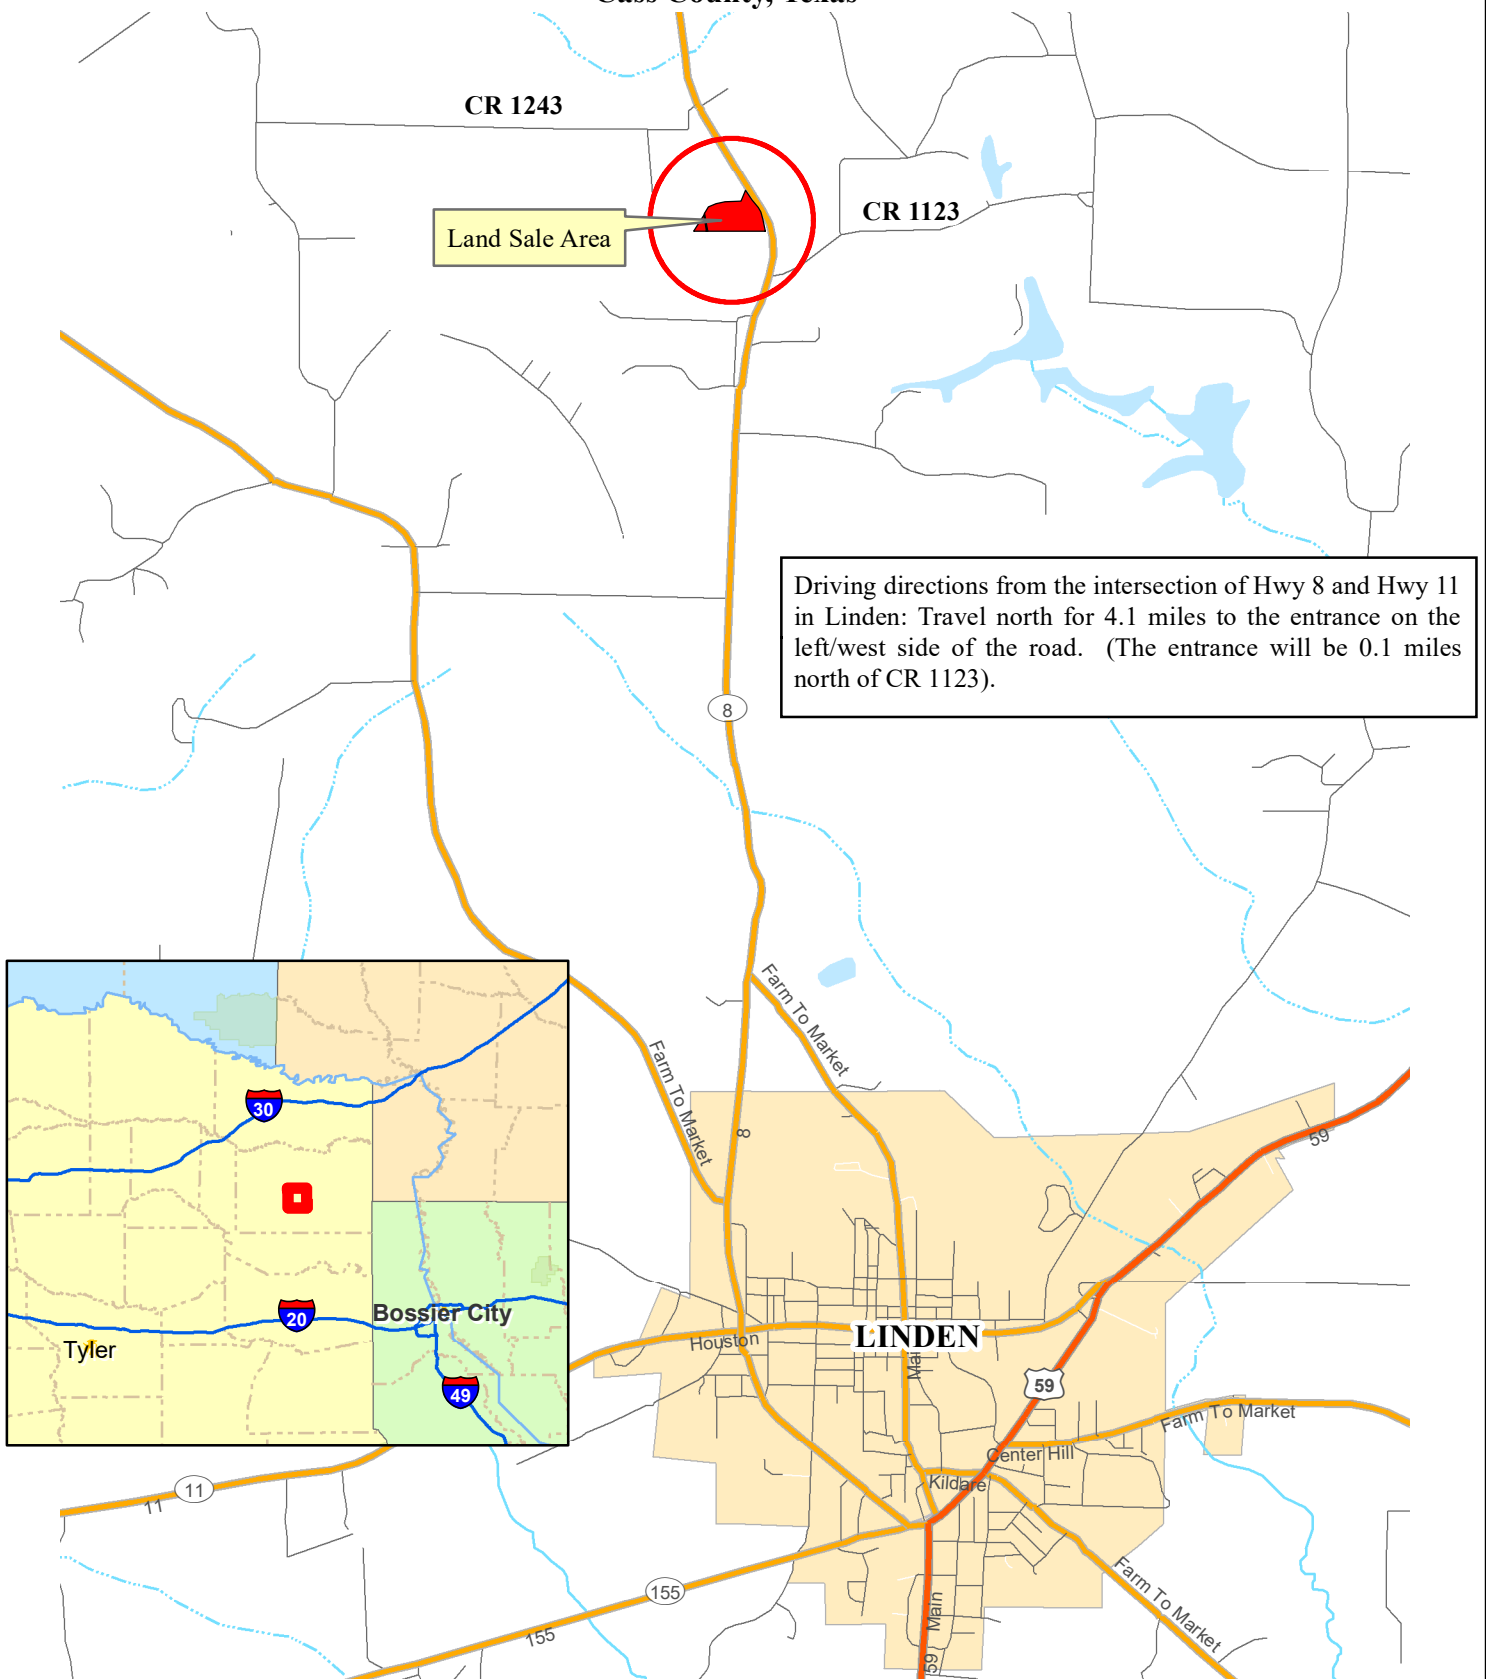 Cass County, Texas
CR 1243
CR 1123
Land Sale Area
Driving directions from the intersection of Hwy 8 and Hwy 11
in Linden: Travel north for 4.1 miles to the entrance on the
left/west side of the road. (The entrance will be 0.1 miles
north of CR 1123).
8
Farm To Market
Farm To Market
8
59
30
20
Bossier City
Tyler
49
Houston
LINDEN
Main
59
Farm To Market
Center Hill
Kildare
11
11
Farm To Market
155
155
Main
59